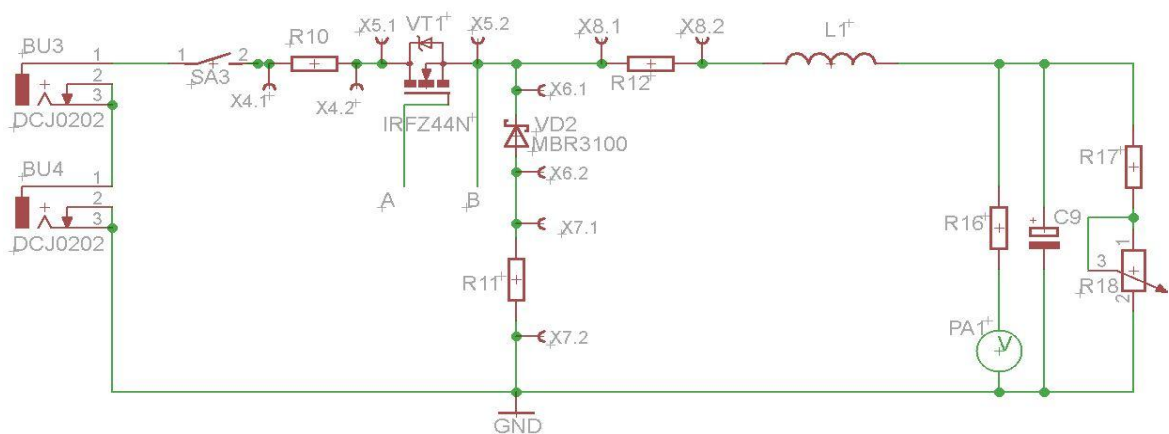 BU3
1
2
3
DCJ0202
BU4
1
2
3
DCJ0202
1
2
SA3
X4.1
R10
X4.2
X5.1
VT1
X5.2
IRFZ44N
A
B
X6.1
VD2
MBR3100
X6.2
X7.1
R11
X7.2
GND
X8.1
R12
X8.2
L1
R16
PA1
V
C9
+
R17
1
3
R18
2